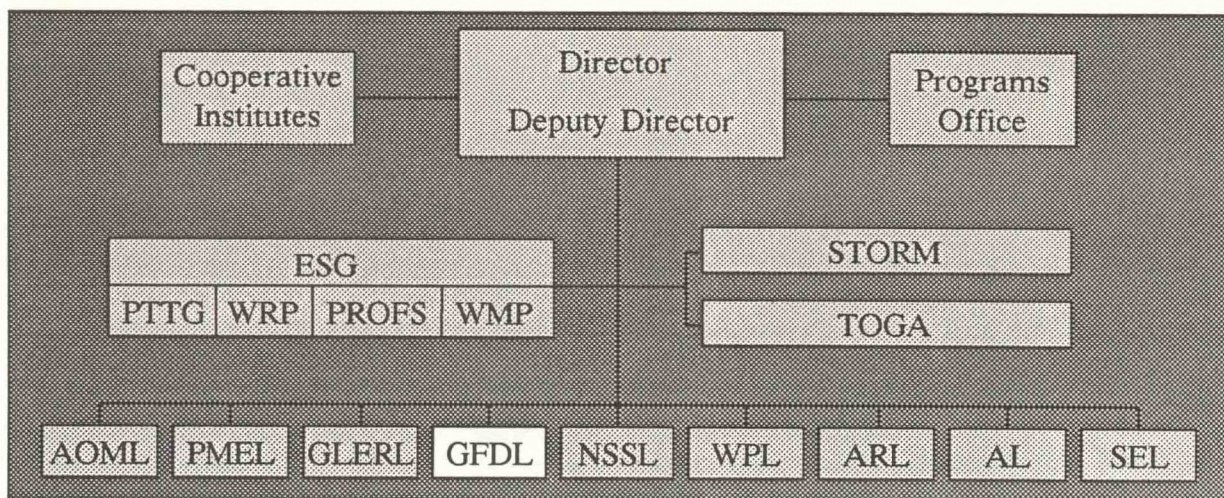 Cooperative
Institutes
Director
Deputy Director
Programs
Office
ESG
PTTG WRP PROFS WMP
STORM
TOGA
AOML PMEL GLERL GFDL NSSL WPL ARL AL SEL